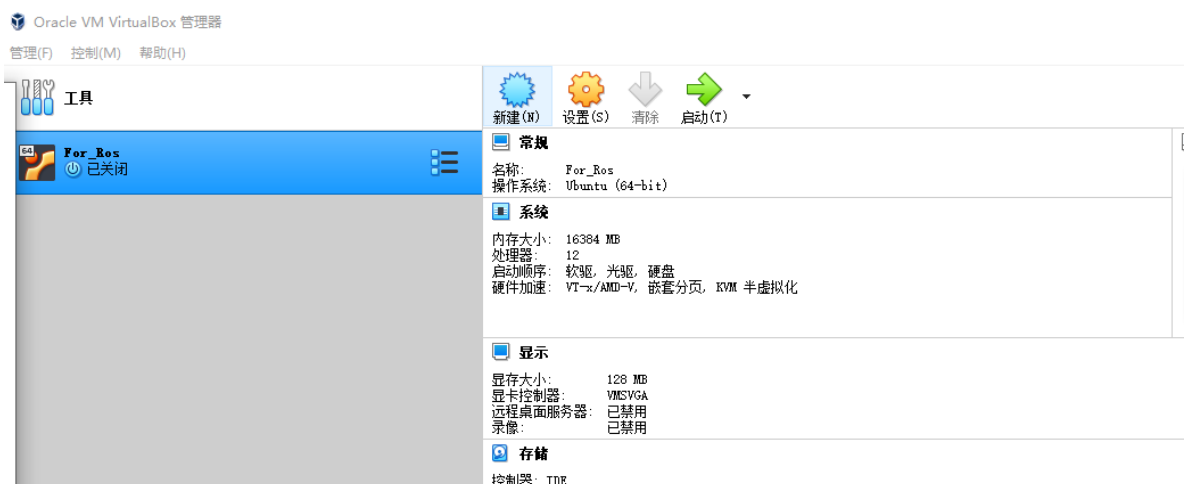 Oracle VM VirtualBox 管理器
管理(F) 控制(M) 帮助(H)
工具
新建(N) 设置(S) 清除 启动(T)
64
For_Ros
已关闭
常规
名称: For_Ros
操作系统: Ubuntu (64-bit)
系统
内存大小: 16384 MB
处理器: 12
启动顺序: 软驱, 光驱, 硬盘
硬件加速: VT-x/AMD-V, 嵌套分页, KVM 半虚拟化
显示
显存大小: 128 MB
显卡控制器: VMSVGA
远程桌面服务器: 已禁用
录像: 已禁用
存储
控制器: IDE